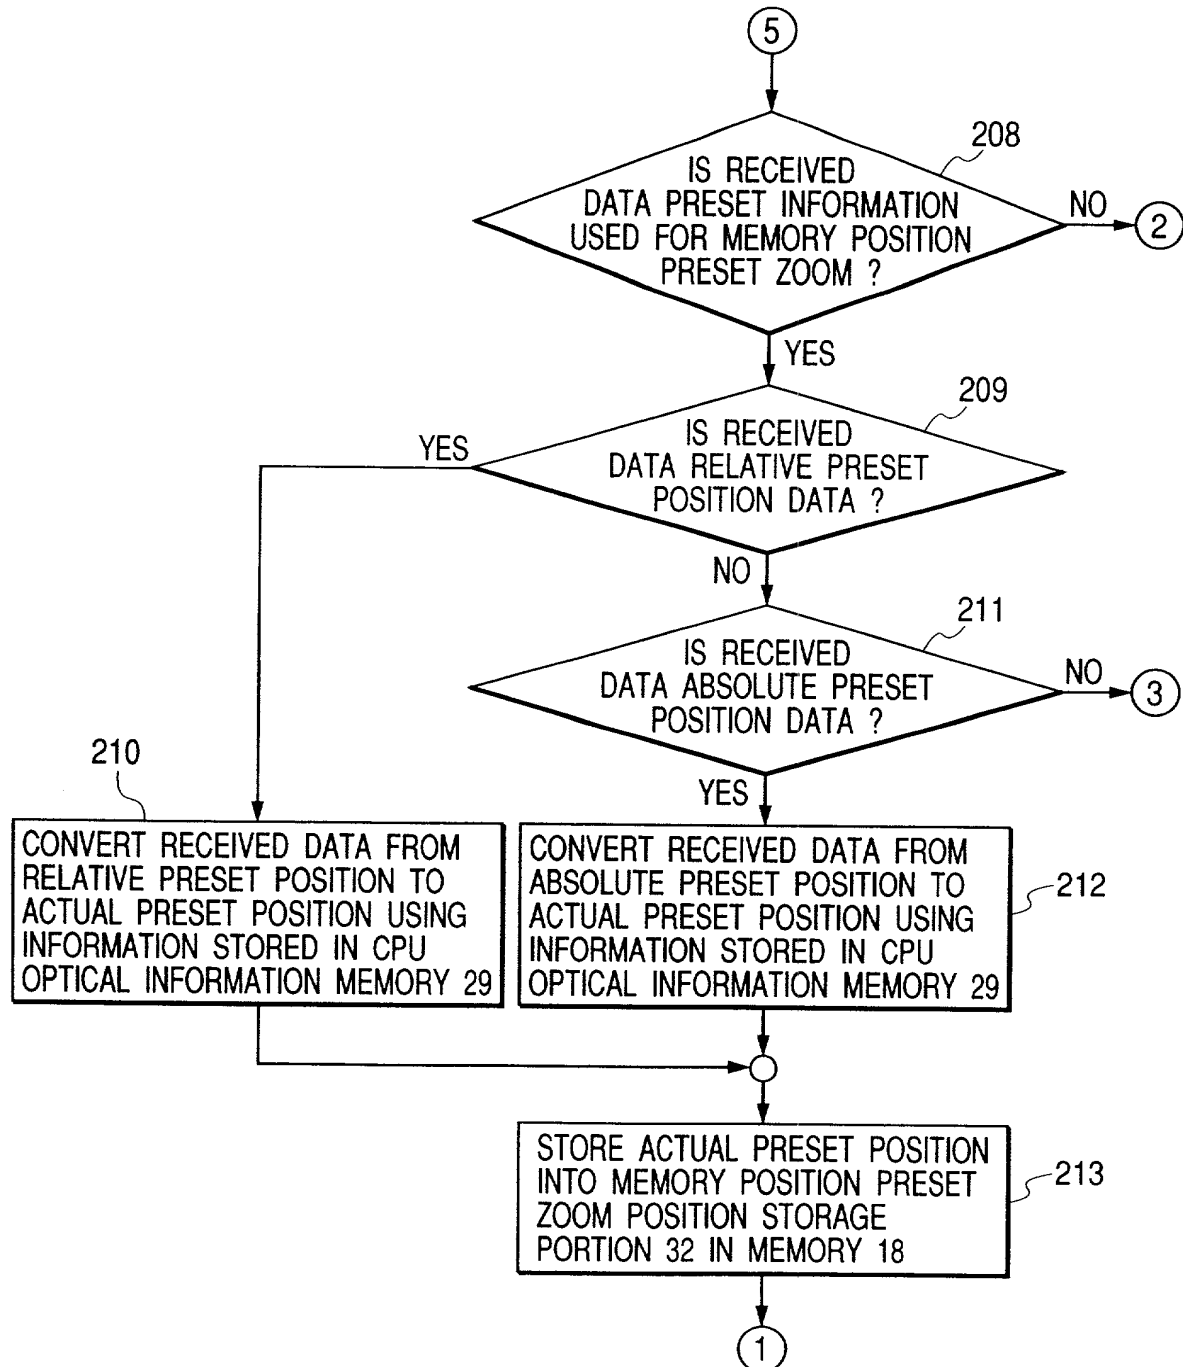 5
208
IS RECEIVED
DATA PRESET INFORMATION
USED FOR MEMORY POSITION
PRESET ZOOM ?
NO
2
YES
209
IS RECEIVED
DATA RELATIVE PRESET
POSITION DATA ?
YES
NO
211
IS RECEIVED
DATA ABSOLUTE PRESET
POSITION DATA ?
NO
3
YES
210
CONVERT RECEIVED DATA FROM
RELATIVE PRESET POSITION TO
ACTUAL PRESET POSITION USING
INFORMATION STORED IN CPU
OPTICAL INFORMATION MEMORY 29
CONVERT RECEIVED DATA FROM
ABSOLUTE PRESET POSITION TO
ACTUAL PRESET POSITION USING
INFORMATION STORED IN CPU
OPTICAL INFORMATION MEMORY 29
212
STORE ACTUAL PRESET POSITION
INTO MEMORY POSITION PRESET
ZOOM POSITION STORAGE
PORTION 32 IN MEMORY 18
213
1